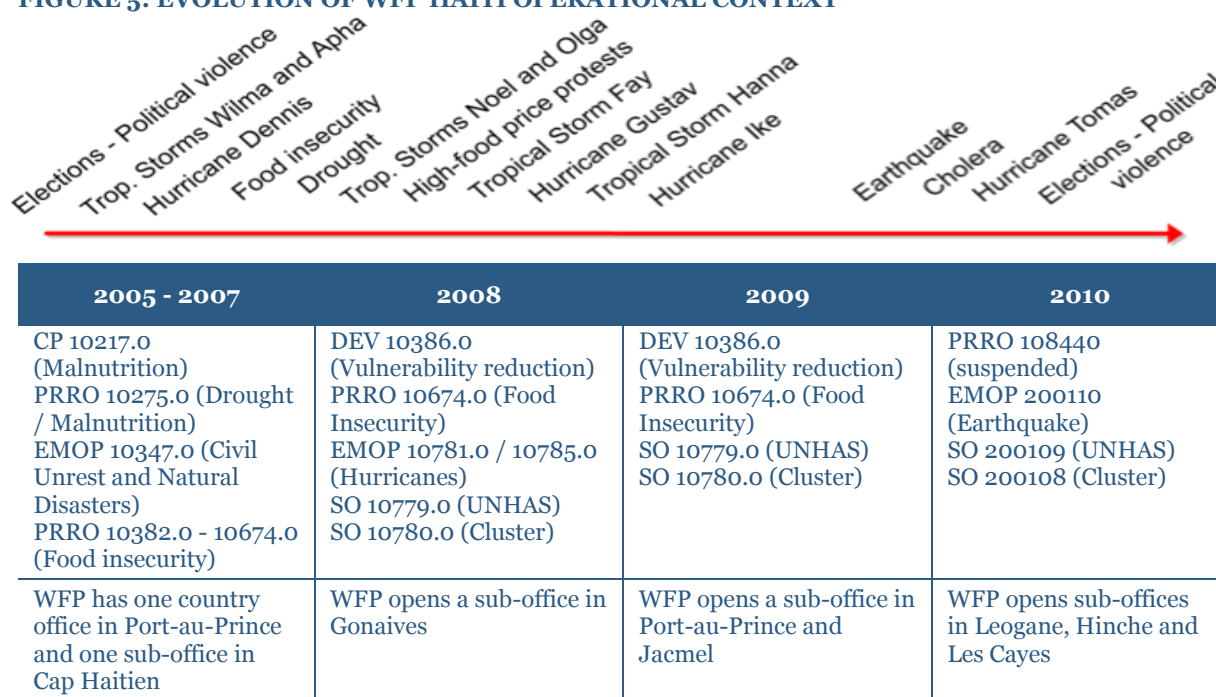 FIGURE 5: EVOLUTION OF WFP HAITI OPERATIONAL CONTEXT
Elections - Political violence
Trop. Storms Wilma and Apha
Hurricane Dennis
Food insecurity
Drought
Trop. Storms Noel and Olga
High-food price protests
Tropical Storm Fay
Hurricane Gustav
Tropical Storm Hanna
Hurricane Ike
Earthquake
Cholera
Hurricane Tomas
Elections - Political
violence
2005 - 2007
2008
2009
2010
CP 10217.0
(Malnutrition)
PRRO 10275.0 (Drought
/ Malnutrition)
EMOP 10347.0 (Civil
Unrest and Natural
Disasters)
PRRO 10382.0 - 10674.0
(Food insecurity)
DEV 10386.0
(Vulnerability reduction)
PRRO 10674.0 (Food
Insecurity)
EMOP 10781.0 / 10785.0
(Hurricanes)
SO 10779.0 (UNHAS)
SO 10780.0 (Cluster)
DEV 10386.0
(Vulnerability reduction)
PRRO 10674.0 (Food
Insecurity)
SO 10779.0 (UNHAS)
SO 10780.0 (Cluster)
PRRO 108440
(suspended)
EMOP 200110
(Earthquake)
SO 200109 (UNHAS)
SO 200108 (Cluster)
WFP has one country
office in Port-au-Prince
and one sub-office in
Cap Haitien
WFP opens a sub-office in
Gonaives
WFP opens a sub-office in
Port-au-Prince and
Jacmel
WFP opens sub-offices
in Leogane, Hinche and
Les Cayes